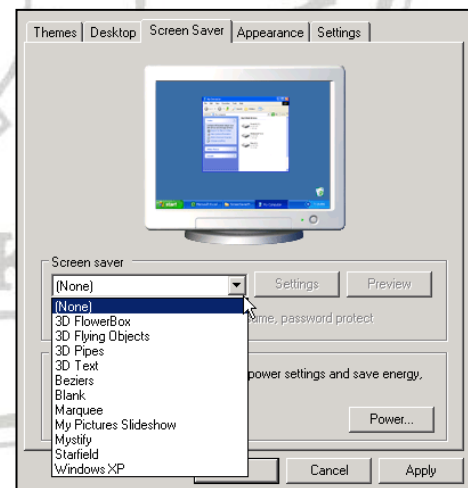 Themes Desktop Screen Saver Appearance Settings
start
Screen saver
(None) Settings Preview
(None)
3D FlowerBox
3D Flying Objects
3D Pipes
3D Text
Beziers
Blank
Marquee
My Pictures Slideshow
Mystify
Starfield
Windows XP
password protect
power settings and save energy,
Power...
Cancel Apply